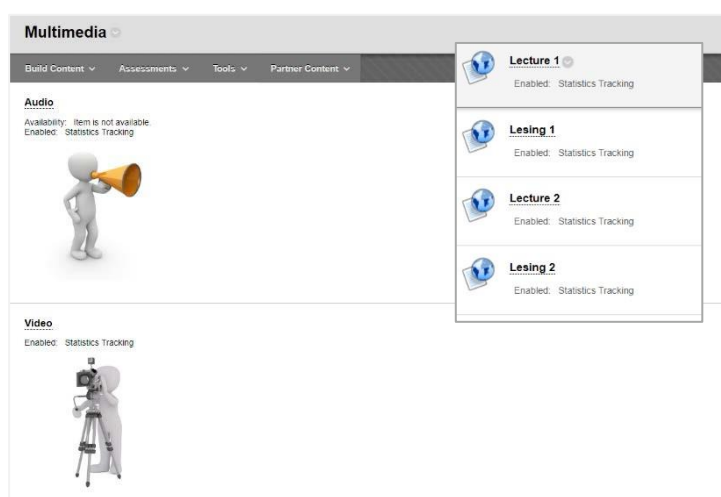 Multimedia
Build Content Assessments Tools Partner Content
Audio
Availability: Item is not available.
Enabled: Statistics Tracking
Video
Enabled: Statistics Tracking
Lecture 1
Enabled: Statistics Tracking
Lesing 1
Enabled: Statistics Tracking
Lecture 2
Enabled: Statistics Tracking
Lesing 2
Enabled: Statistics Tracking